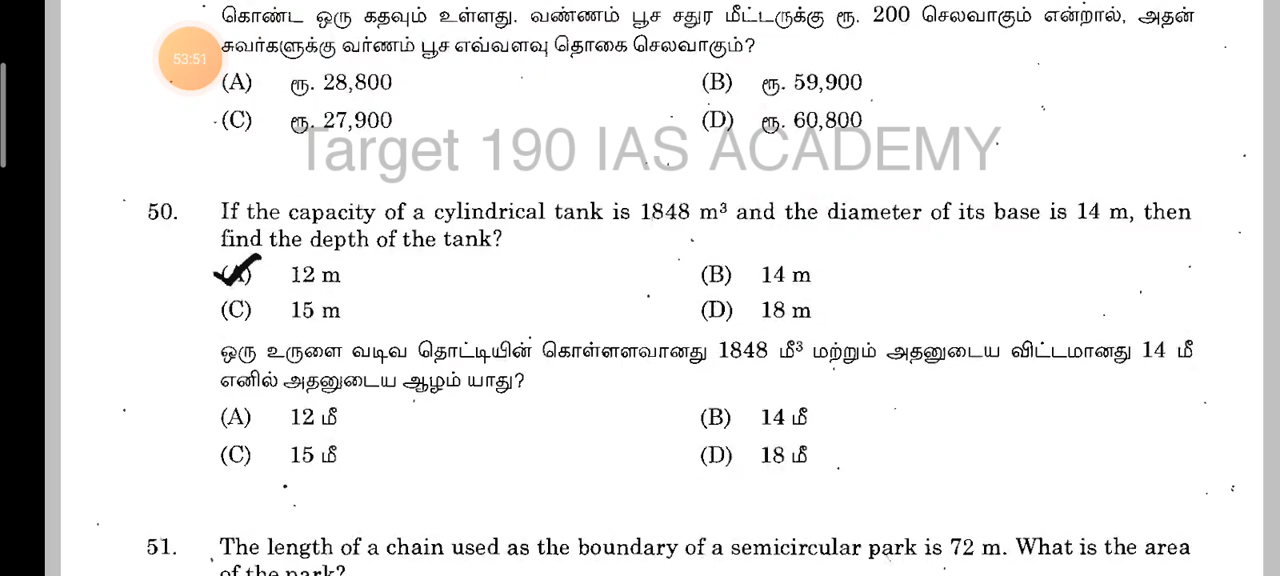 கொண்ட ஒரு கதவும் உள்ளது. வண்ணம் பூச சதுர மீட்டருக்கு ரூ. 200 செலவாகும் என்றால், அதன்
சுவர்களுக்கு வர்ணம் பூச எவ்வளவு தொகை செலவாகும்?
53:51
(A) ரூ. 28,800 (B) ரூ. 59,900
(C) ரூ. 27,900 (D) ரூ. 60,800
Target 190 IAS ACADEMY
50. If the capacity of a cylindrical tank is 1848 m³ and the diameter of its base is 14 m, then
find the depth of the tank?
(A) 12 m (B) 14 m
(C) 15 m (D) 18 m
ஒரு உருளை வடிவ தொட்டியின் கொள்ளளவானது 1848 மீ³ மற்றும் அதனுடைய விட்டமானது 14 மீ
எனில் அதனுடைய ஆழம் யாது?
(A) 12 மீ (B) 14 மீ
(C) 15 மீ (D) 18 மீ
51. The length of a chain used as the boundary of a semicircular park is 72 m. What is the area
of the park?